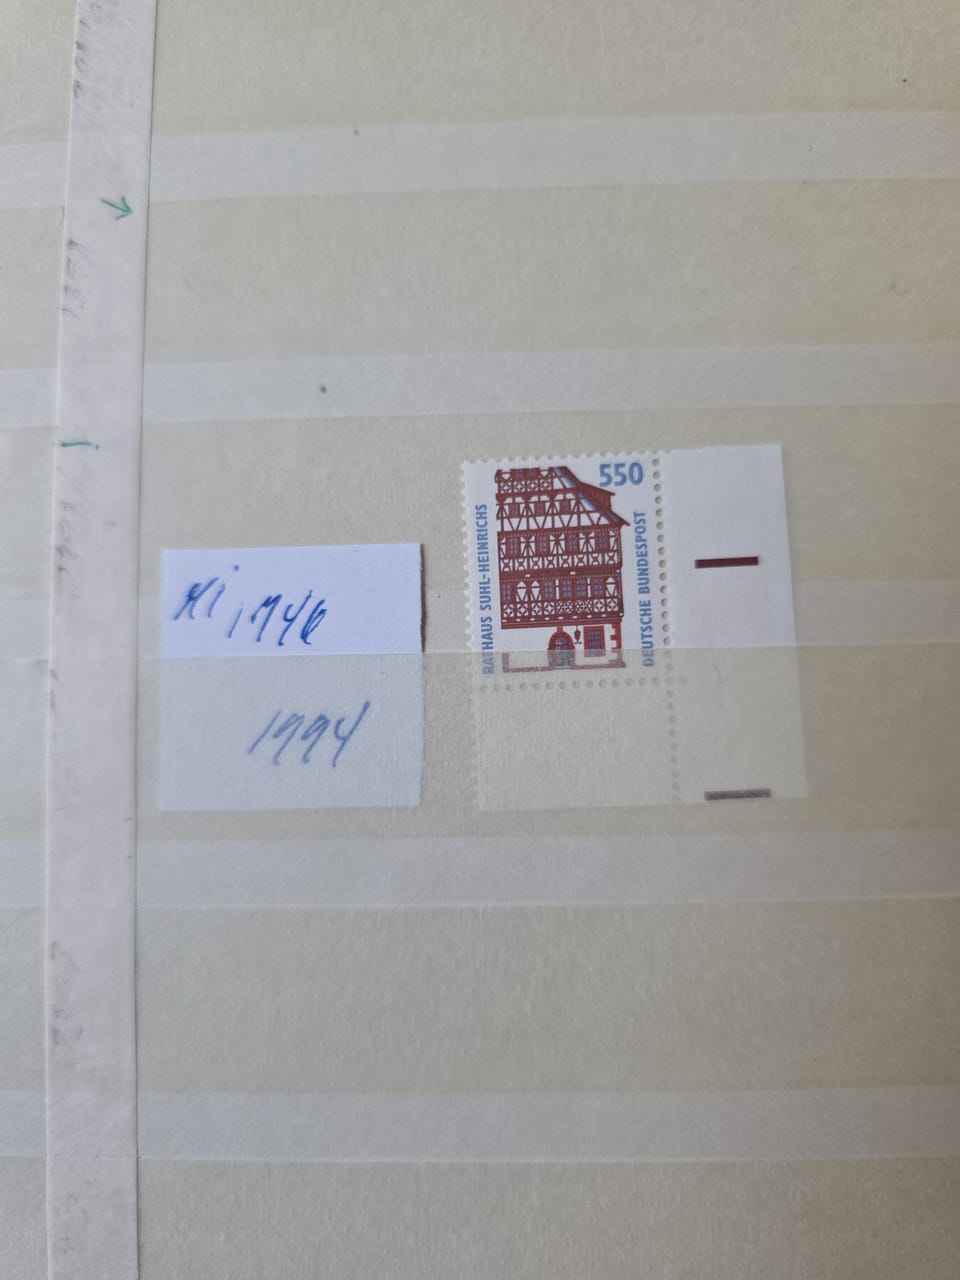 Mi 1746
1994
550
RATHAUS SUHL-HEINRICHS
DEUTSCHE BUNDESPOST